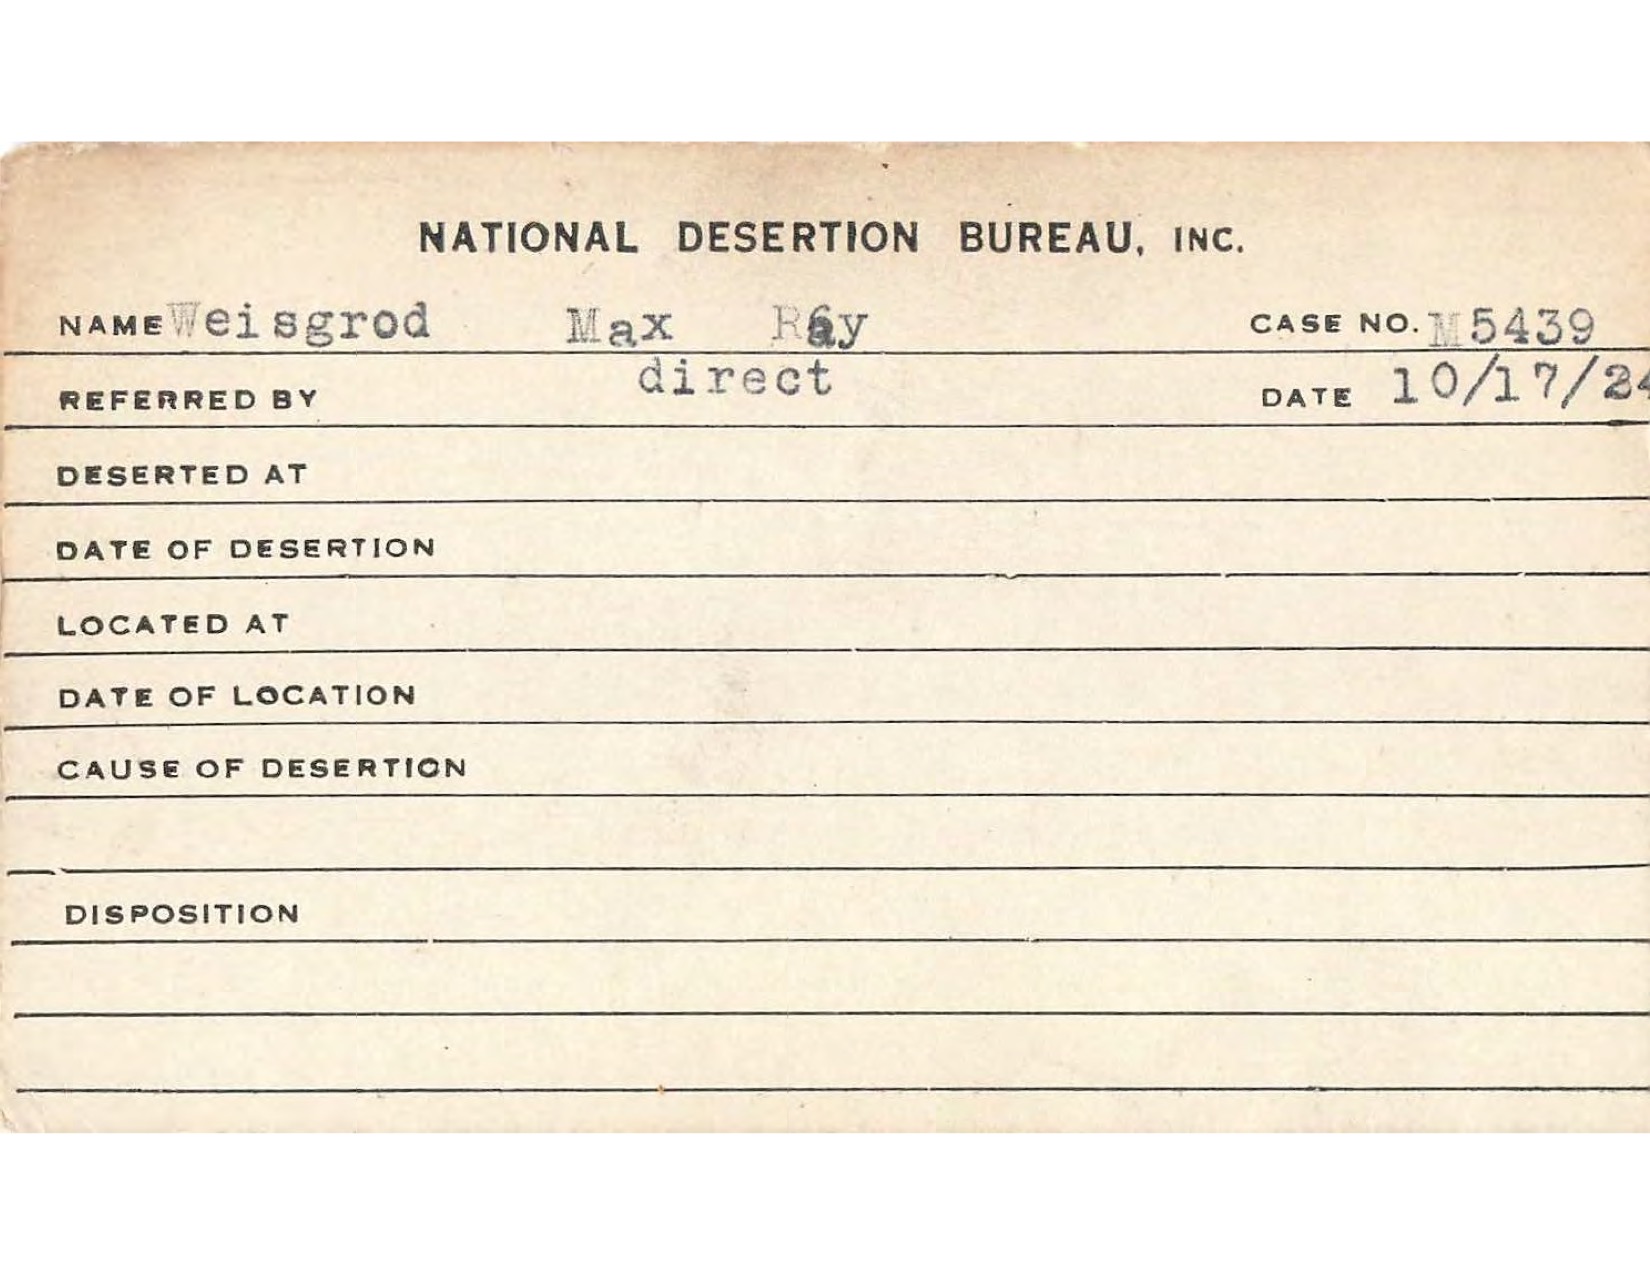 NATIONAL DESERTION BUREAU, INC.
NAME Weisgrod Max Ray CASE NO. M5439
REFERRED BY direct DATE 10/17/24
DESERTED AT
DATE OF DESERTION
LOCATED AT
DATE OF LOCATION
CAUSE OF DESERTION
DISPOSITION